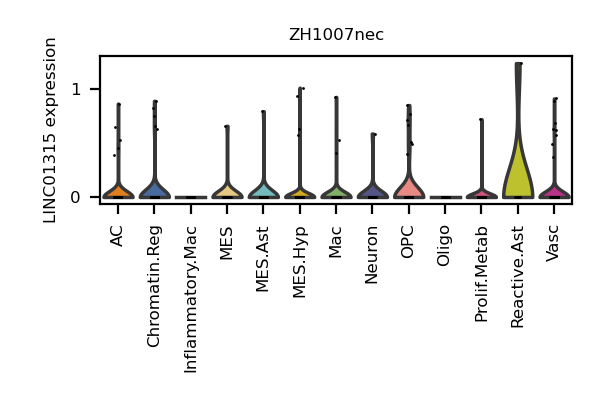 ZH1007nec
LINC01315 expression
1
0
AC
Chromatin.Reg
Inflammatory.Mac
MES
MES.Ast
MES.Hyp
Mac
Neuron
OPC
Oligo
Prolif.Metab
Reactive.Ast
Vasc